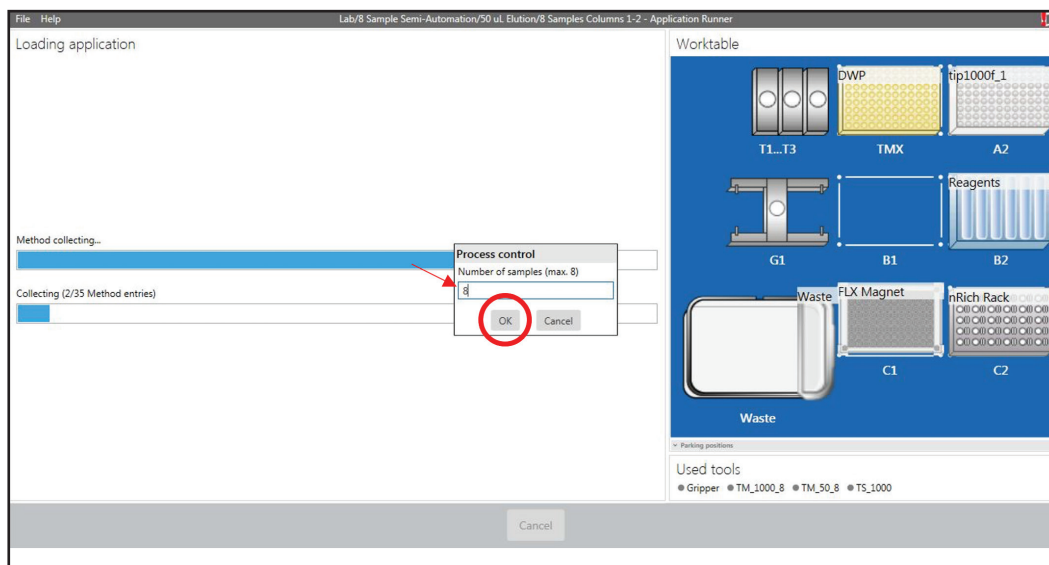 File Help
Lab/8 Sample Semi-Automation/50 uL Elution/8 Samples Columns 1-2 - Application Runner
Loading application
Method collecting...
Collecting (2/35 Method entries)
Process control
Number of samples (max. 8)
8
OK Cancel
Cancel
Worktable
DWP
tip1000f_1
T1...T3
TMX
A2
Reagents
G1
B1
B2
Waste
FLX Magnet
nRich Rack
C1
C2
Waste
Parking positions
Used tools
Gripper TM_1000_8 TM_50_8 TS_1000